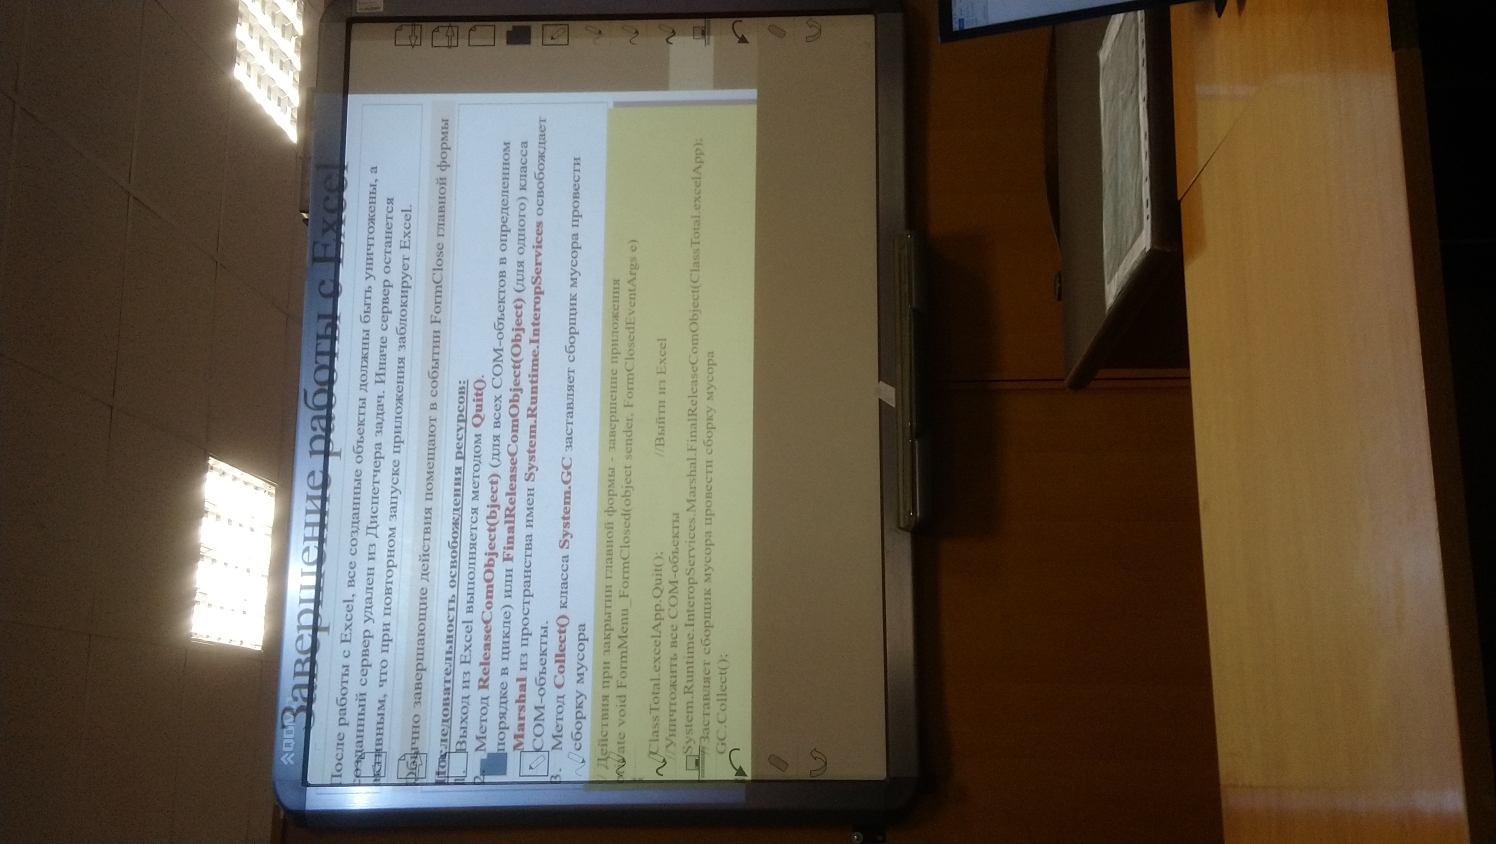 QOMO
Завершение работы с Excel
После работы с Excel, все созданные объекты должны быть уничтожены, а
созданный сервер удален из Диспетчера задач. Иначе сервер останется
активным, что при повторном запуске приложения заблокирует Excel.
Обычно завершающие действия помещают в событии FormClose главной формы
Последовательность освобождения ресурсов:
1. Выход из Excel выполняется методом Quit().
2. Метод ReleaseComObject(bject) (для всех COM-объектов в определенном
порядке в цикле) или FinalReleaseComObject(Object) (для одного) класса
Marshal из пространства имен System.Runtime.InteropServices освобождает
COM-объекты.
3. Метод Collect() класса System.GC заставляет сборщик мусора провести
сборку мусора
// Действия при закрытии главной формы - завершение приложения
private void FormMenu_FormClosed(object sender, FormClosedEventArgs e)
ClassTotal.excelApp.Quit(); //Выйти из Excel
//Уничтожить все COM-объекты
System.Runtime.InteropServices.Marshal.FinalReleaseComObject(ClassTotal.excelApp);
//Заставляет сборщик мусора провести сборку мусора
GC.Collect();